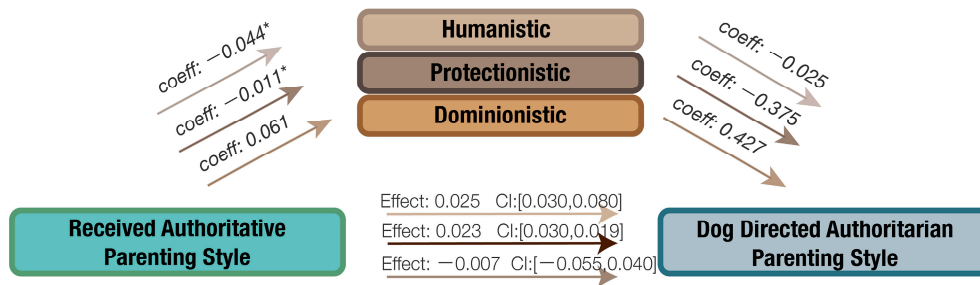 Humanistic
Protectionistic
Dominionistic
coeff: −0.044*
coeff: −0.011*
coeff: 0.061
coeff: −0.025
coeff: −0.375
coeff: 0.427
Received Authoritative
Parenting Style
Effect: 0.025 CI:[0.030,0.080]
Effect: 0.023 CI:[0.030,0.019]
Effect: −0.007 CI:[−0.055,0.040]
Dog Directed Authoritarian
Parenting Style